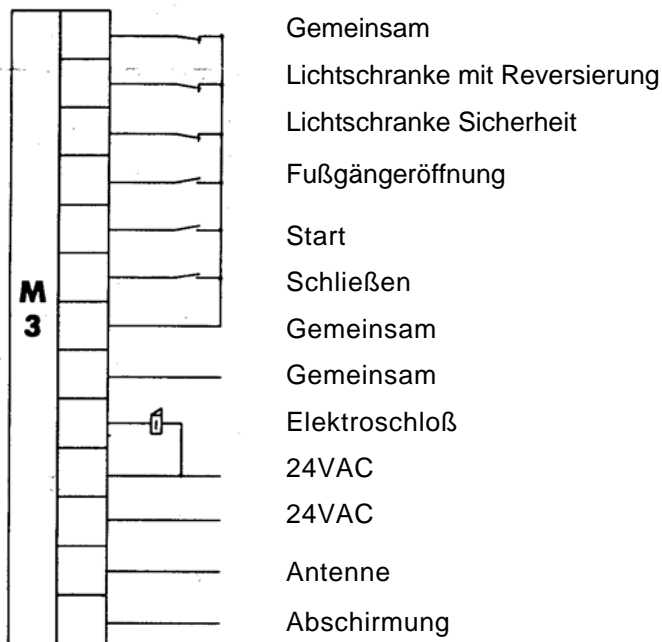 Gemeinsam
Lichtschranke mit Reversierung
Lichtschranke Sicherheit
Fußgängeröffnung
Start
Schließen
M
3
Gemeinsam
Gemeinsam
Elektroschloß
24VAC
24VAC
Antenne
Abschirmung